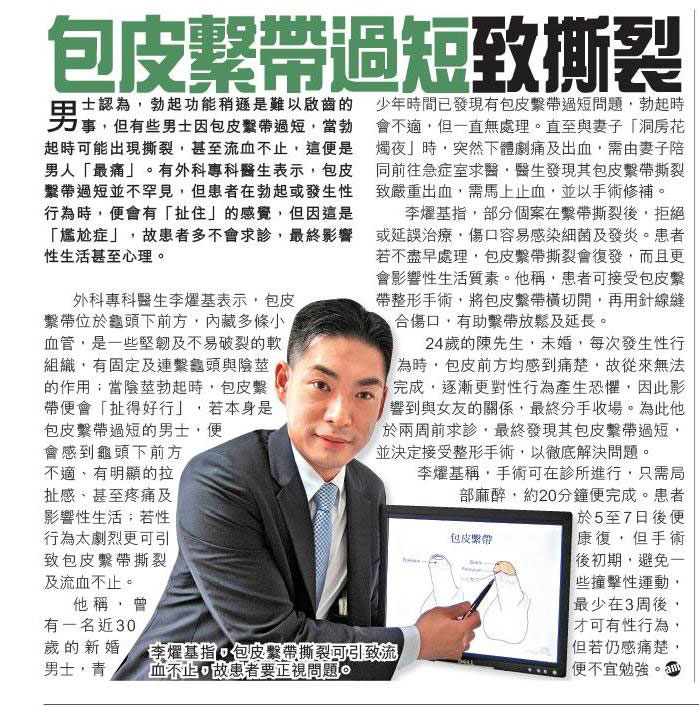 包皮繫帶過短致撕裂
男士認為，勃起功能稍遜是難以啟齒的
事，但有些男士因包皮繫帶過短，當勃
起時可能出現撕裂，甚至流血不止，這便是
男人「最痛」。有外科專科醫生表示，包皮
繫帶過短並不罕見，但患者在勃起或發生性
行為時，便會有「扯住」的感覺，但因這是
「尷尬症」，故患者多不會求診，最終影響
性生活甚至心理。
外科專科醫生李燿基表示，包皮
繫帶位於龜頭下前方，內藏多條小
血管，是一些堅韌及不易破裂的軟
組織，有固定及連繫龜頭與陰莖
的作用；當陰莖勃起時，包皮繫
帶便會「扯得好行」，若本身是
包皮繫帶過短的男士，便
會感到龜頭下前方
不適、有明顯的拉
扯感、甚至疼痛及
影響性生活；若性
行為太劇烈更可引
致包皮繫帶撕裂
及流血不止。
他稱，曾
有一名近30
歲的新婚
男士，青
少年時間已發現有包皮繫帶過短問題，勃起時
會不適，但一直無處理。直至與妻子「洞房花
燭夜」時，突然下體劇痛及出血，需由妻子陪
同前往急症室求醫，醫生發現其包皮繫帶撕裂
致嚴重出血，需馬上止血，並以手術修補。
李燿基指，部分個案在繫帶撕裂後，拒絕
或延誤治療，傷口容易感染細菌及發炎。患者
若不盡早處理，包皮繫帶撕裂會復發，而且更
會影響性生活質素。他稱，患者可接受包皮繫
帶整形手術，將包皮繫帶橫切開，再用針線縫
合傷口，有助繫帶放鬆及延長。
24歲的陳先生，未婚，每次發生性行
為時，包皮前方均感到痛楚，故從來無法
完成，逐漸更對性行為產生恐懼，因此影
響到與女友的關係，最終分手收場。為此他
於兩周前求診，最終發現其包皮繫帶過短，
並決定接受整形手術，以徹底解決問題。
李燿基稱，手術可在診所進行，只需局
部麻醉，約20分鐘便完成。患者
於5至7日後便
康復，但手術
後初期，避免一
些撞擊性運動，
最少在3周後，
才可有性行為，
但若仍感痛楚，
便不宜勉強。
包皮繫帶
Glans
DELL
李燿基指，包皮繫帶撕裂可引致流
血不止，故患者要正視問題。